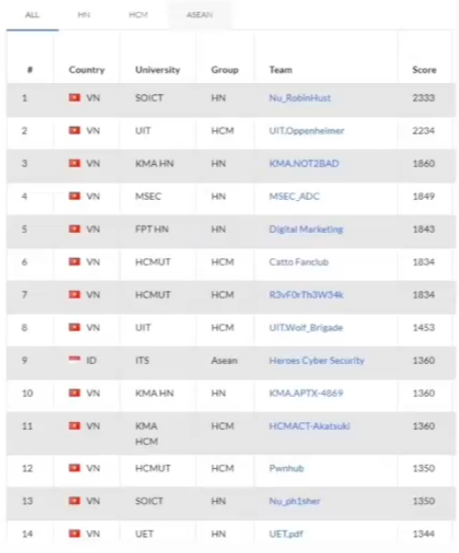 ALL HN HCM ASEAN
# Country University Group Team Score
1 VN SOICT HN Nu_RobinHust 2333
2 VN UIT HCM UIT.Oppenheimer 2234
3 VN KMA HN HN KMA.NOT2BAD 1860
4 VN MSEC HN MSEC_ADC 1849
5 VN FPT HN HN Digital Marketing 1843
6 VN HCMUT HCM Catto Fanclub 1834
7 VN HCMUT HCM R3vF0rTh3W34k 1834
8 VN UIT HCM UIT.Wolf_Brigade 1453
9 ID ITS Asean Heroes Cyber Security 1360
10 VN KMA HN HN KMA.APTX-4869 1360
11 VN KMA HCM HCMACT-Akatsuki 1360
HCM
12 VN HCMUT HCM Pwnhub 1350
13 VN SOICT HN Nu_ph1sher 1350
14 VN UET HN UET.pdf 1344